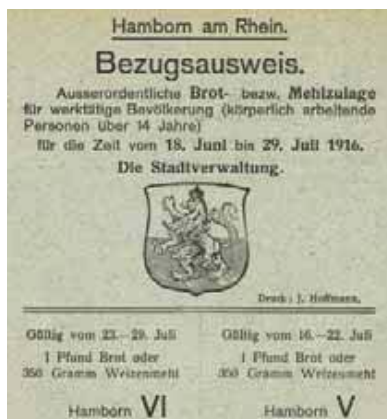 Hamborn am Rhein.
Bezugsausweis.
Ausserordentliche Brot- bezw. Mehlzulage
für werktätige Bevölkerung (körperlich arbeitende
Personen über 14 Jahre)
für die Zeit vom 18. Juni bis 29. Juli 1916.
Die Stadtverwaltung.
Druck: J. Hoffmann.
Gültig vom 23.—29. Juli
1 Pfund Brot oder
350 Gramm Weizenmehl
Hamborn VI
Gültig vom 16.—22. Juli
1 Pfund Brot oder
350 Gramm Weizenmehl
Hamborn V